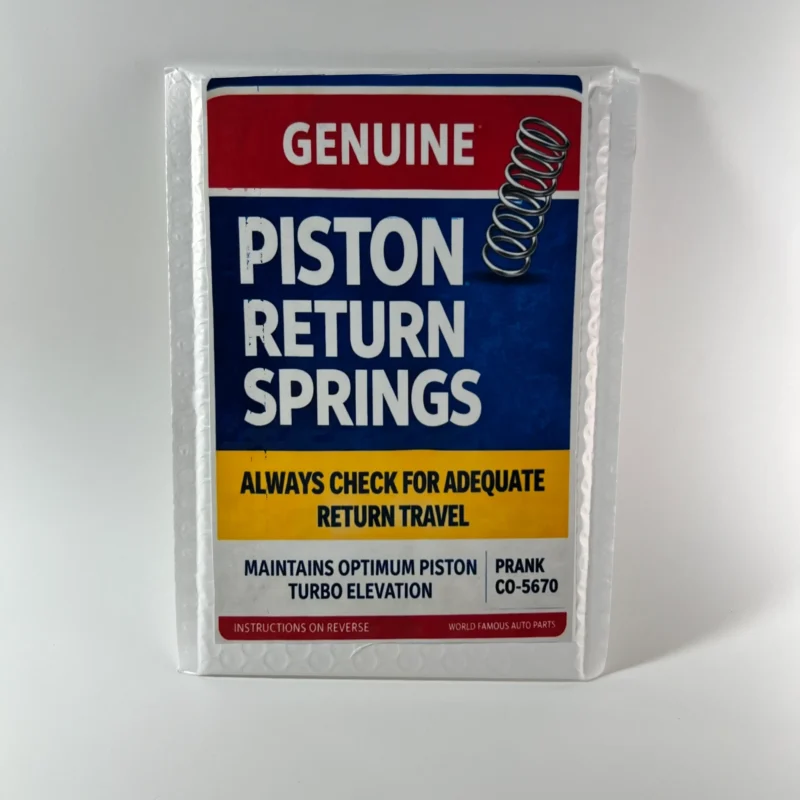 GENUINE
PISTON
RETURN
SPRINGS
ALWAYS CHECK FOR ADEQUATE
RETURN TRAVEL
MAINTAINS OPTIMUM PISTON
TURBO ELEVATION
PRANK
CO-5670
INSTRUCTIONS ON REVERSE
WORLD FAMOUS AUTO PARTS